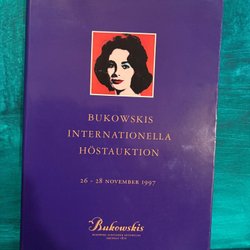 BUKOWSKIS
INTERNATIONELLA
HÖSTAUKTION
26 - 28 NOVEMBER 1997
Bukowskis